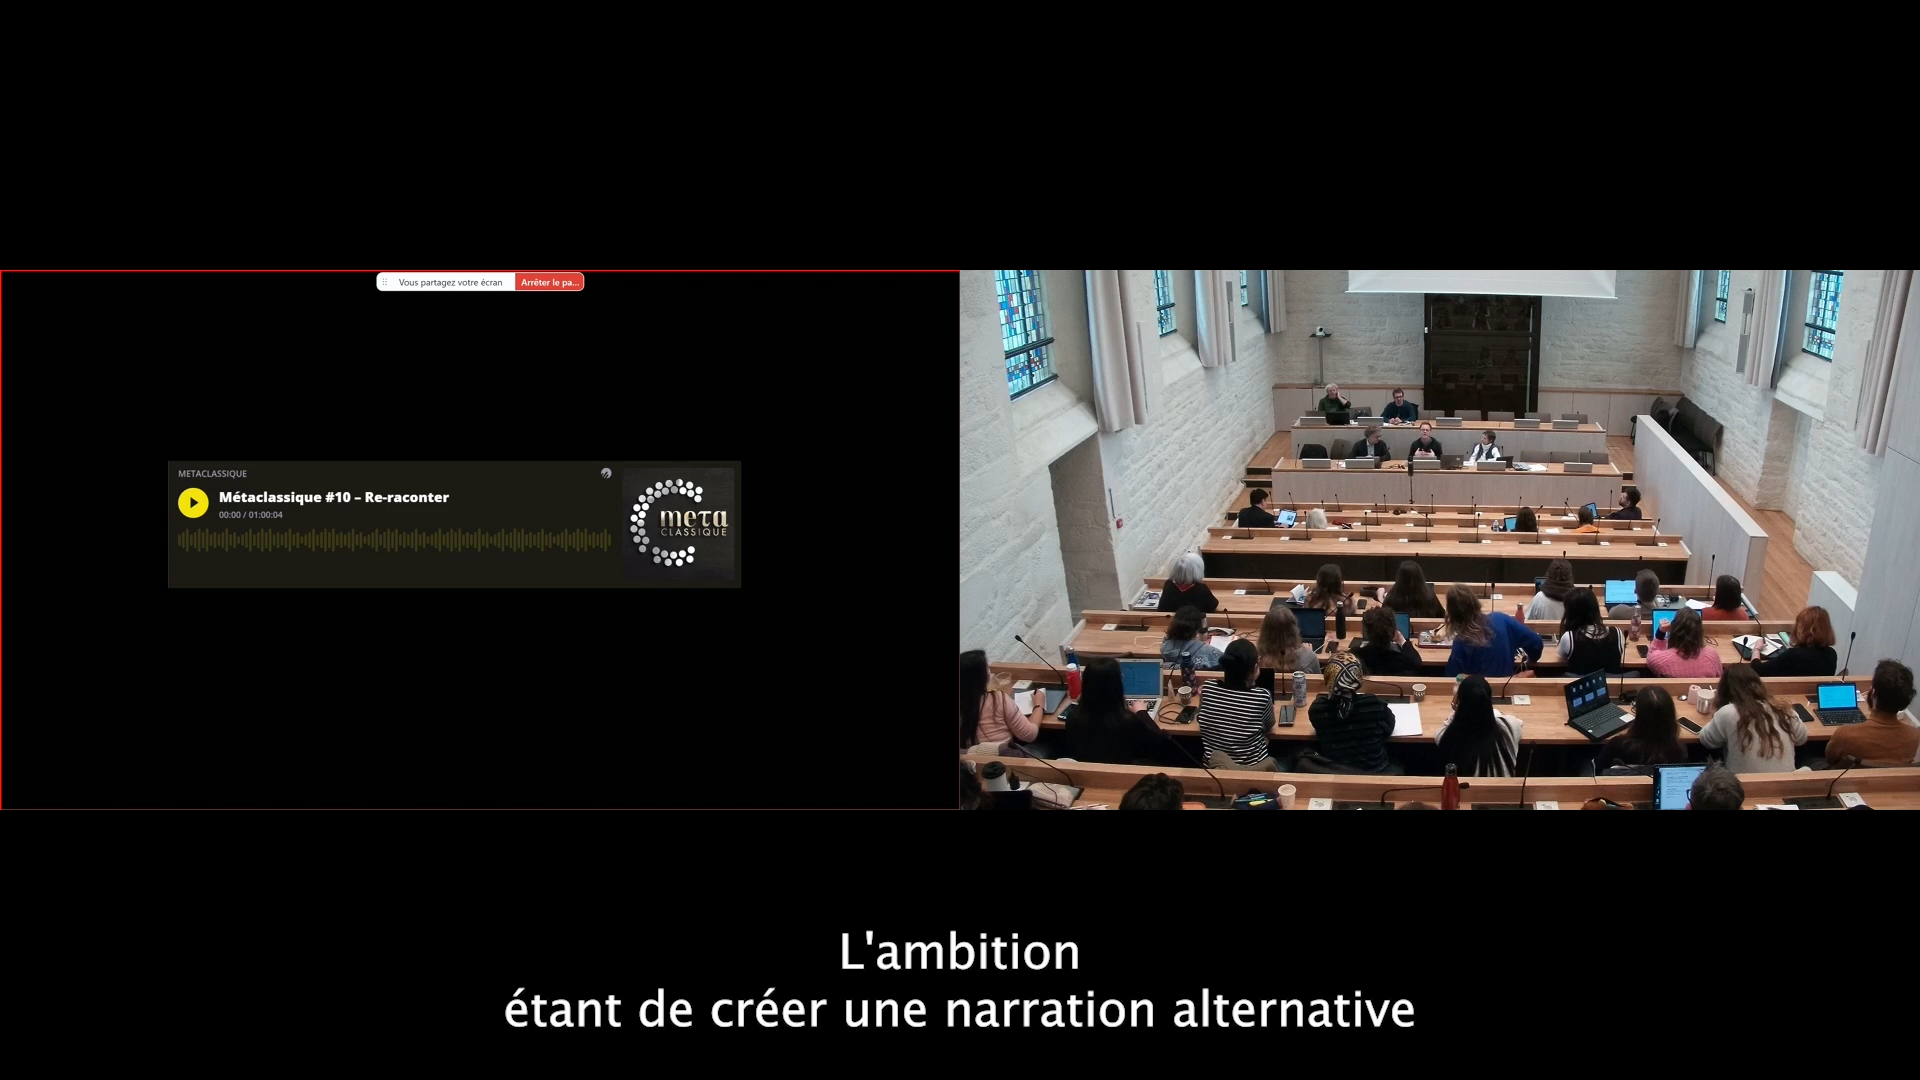 Vous partagez votre écran
Arrêter le pa...
METACLASSIQUE
Métaclassique #10 – Re-raconter
00:00 / 01:00:04
meta
CLASSIQUE
L'ambition
étant de créer une narration alternative